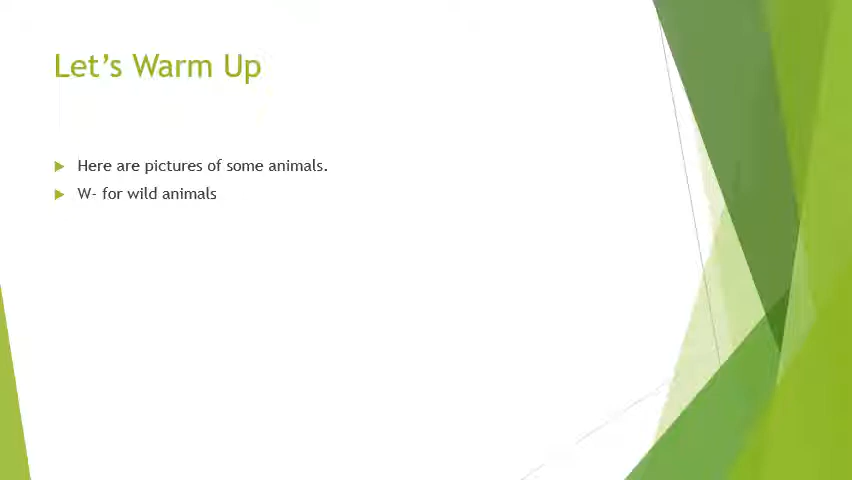 Let’s Warm Up
Here are pictures of some animals.
W- for wild animals